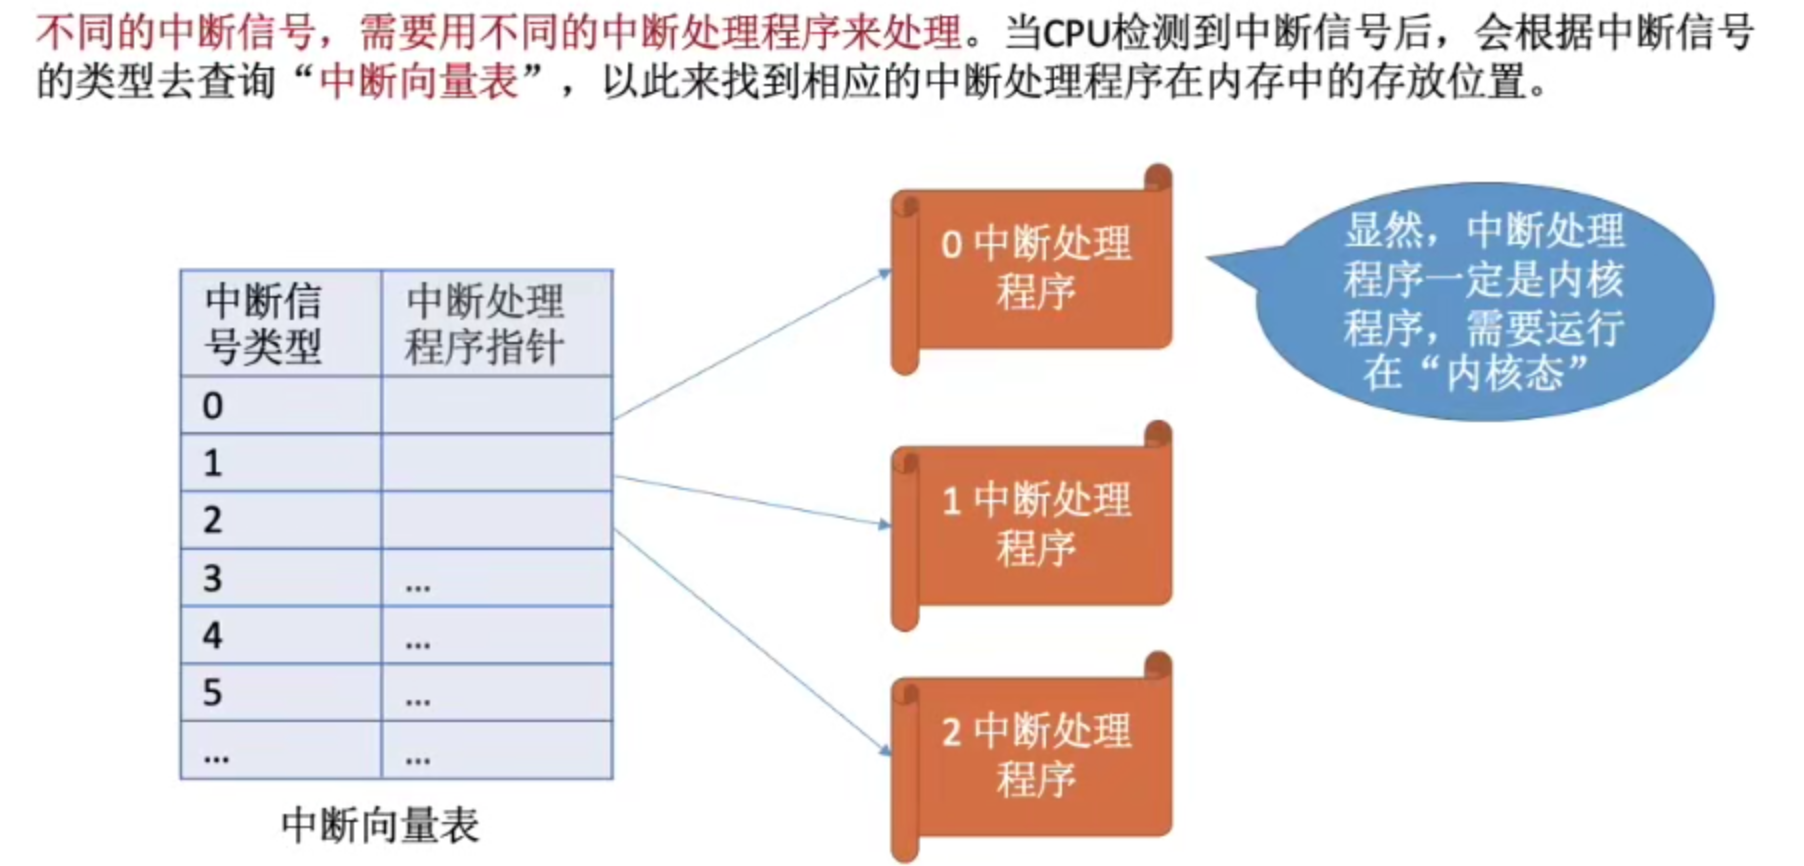 不同的中断信号，需要用不同的中断处理程序来处理。当CPU检测到中断信号后，会根据中断信号
的类型去查询“中断向量表”，以此来找到相应的中断处理程序在内存中的存放位置。
中断信
号类型
中断处理
程序指针
0
1
2
3
...
4
...
5
...
...
...
中断向量表
0 中断处理
程序
1 中断处理
程序
2 中断处理
程序
显然，中断处理
程序一定是内核
程序，需要运行
在“内核态”